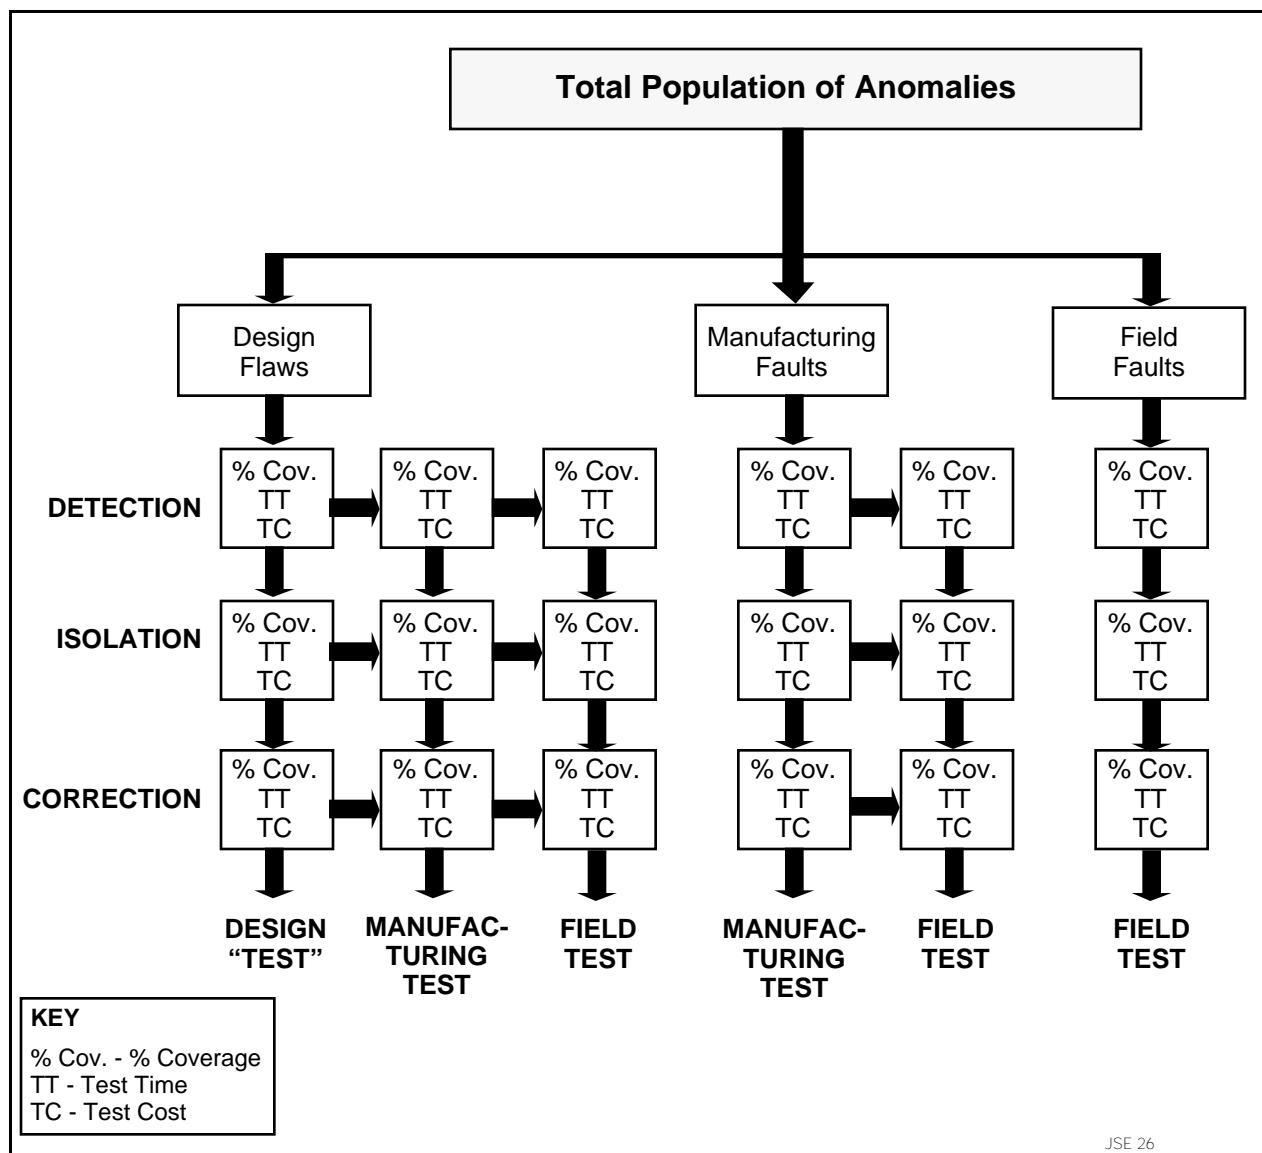 Total Population of Anomalies
Design
Flaws
Manufacturing
Faults
Field
Faults
DETECTION
% Cov.
TT
TC
% Cov.
TT
TC
% Cov.
TT
TC
% Cov.
TT
TC
% Cov.
TT
TC
% Cov.
TT
TC
ISOLATION
% Cov.
TT
TC
% Cov.
TT
TC
% Cov.
TT
TC
% Cov.
TT
TC
% Cov.
TT
TC
% Cov.
TT
TC
CORRECTION
% Cov.
TT
TC
% Cov.
TT
TC
% Cov.
TT
TC
% Cov.
TT
TC
% Cov.
TT
TC
% Cov.
TT
TC
DESIGN
“TEST”
MANUFAC-
TURING
TEST
FIELD
TEST
MANUFAC-
TURING
TEST
FIELD
TEST
FIELD
TEST
KEY
% Cov. - % Coverage
TT - Test Time
TC - Test Cost
JSE 26